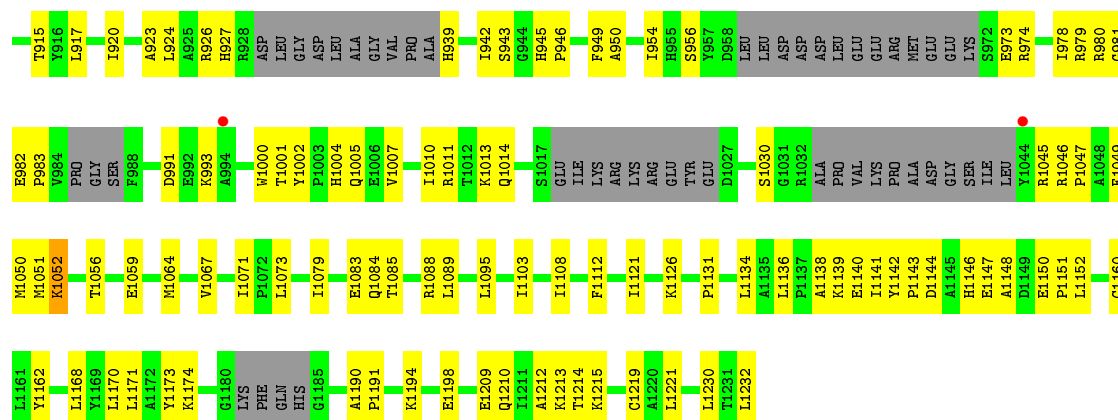 T915 Y916 L917 I920 A923 L924 A925 R926 H927 R928 ASP LEU GLY ASP LEU ALA GLY VAL PRO ALA H939 I942 S943 G944 H945 P946 F949 A950 I954 H955 S956 Y957 D958 LEU LEU ASP ASP ASP LEU GLU GLU ARG MET GLU GLU LYS S972 E973 R974 I978 R979 R980
E982 P983 V984 PRO GLY SER F988 D991 E992 K993 A994 W1000 T1001 Y1002 P1003 H1004 Q1005 E1006 V1007 I1010 R1011 T1012 K1013 Q1014 S1017 GLU ILE LYS ARG LYS ARG GLU TYR GLU D1027 S1030 G1031 R1032 ALA PRO VAL LYS PRO ALA ASP GLY SER ILE LEU Y1044 R1045 R1046 P1047 A1048
M1050 M1051 K1052 T1056 E1059 M1064 V1067 I1071 P1072 L1073 I1079 E1083 Q1084 T1085 R1088 L1089 L1095 I1103 I1108 F1112 I1121 K1126 P1131 L1134 A1135 L1136 P1137 A1138 K1139 E1140 I1141 Y1142 P1143 D1144 A1145 H1146 E1147 A1148 D1149 E1150 P1151 L1152
L1161 Y1162 L1168 Y1169 L1170 L1171 A1172 Y1173 K1174 G1180 LYS PHE GLN HIS G1185 A1190 P1191 K1194 E1198 E1209 Q1210 I1211 A1212 K1213 T1214 K1215 C1219 A1220 L1221 L1230 T1231 L1232